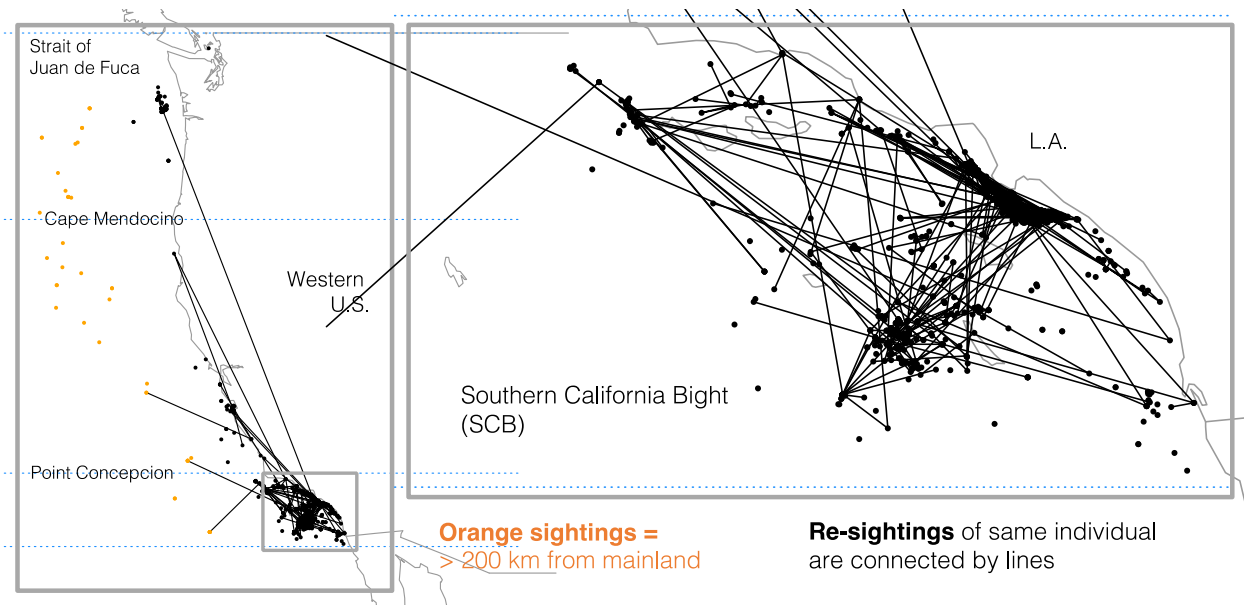 Strait of
Juan de Fuca
Cape Mendocino
Western
U.S.
Point Concepcion
L.A.
Southern California Bight
(SCB)
Orange sightings =
> 200 km from mainland
Re-sightings of same individual
are connected by lines